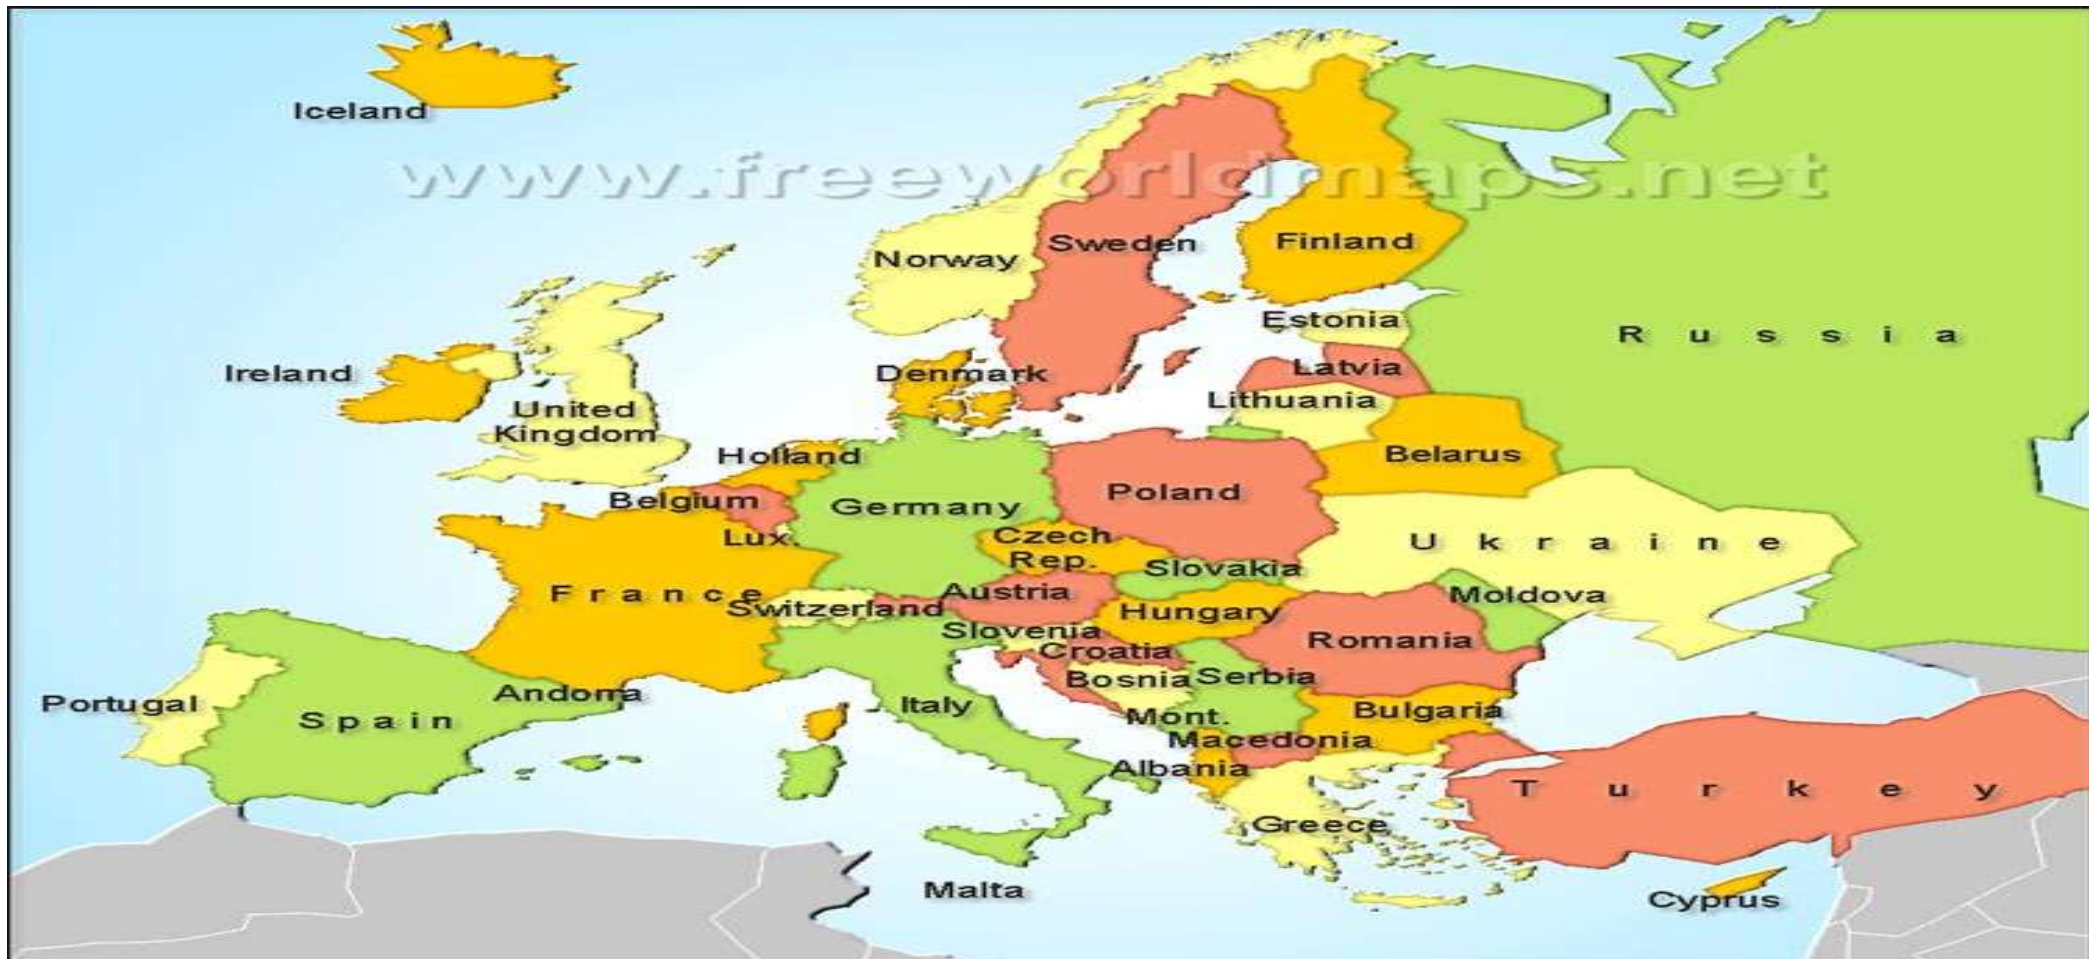 Iceland
www.freeworldmaps.net
Norway
Sweden
Finland
Estonia
Russia
Ireland
Denmark
Latvia
Lithuania
United
Kingdom
Holland
Belarus
Belgium
Germany
Poland
Lux.
Czech
Rep.
Ukraine
Slovakia
France
Switzerland
Austria
Hungary
Moldova
Slovenia
Croatia
Romania
Portugal
Andorra
Bosnia
Serbia
Spain
Italy
Mont.
Bulgaria
Macedonia
Albania
Turkey
Greece
Malta
Cyprus